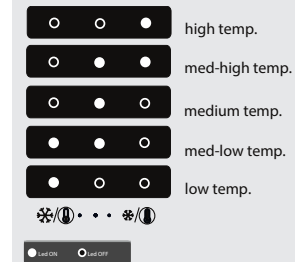 high temp.
med-high temp.
medium temp.
med-low temp.
low temp.
Led ON Led OFF